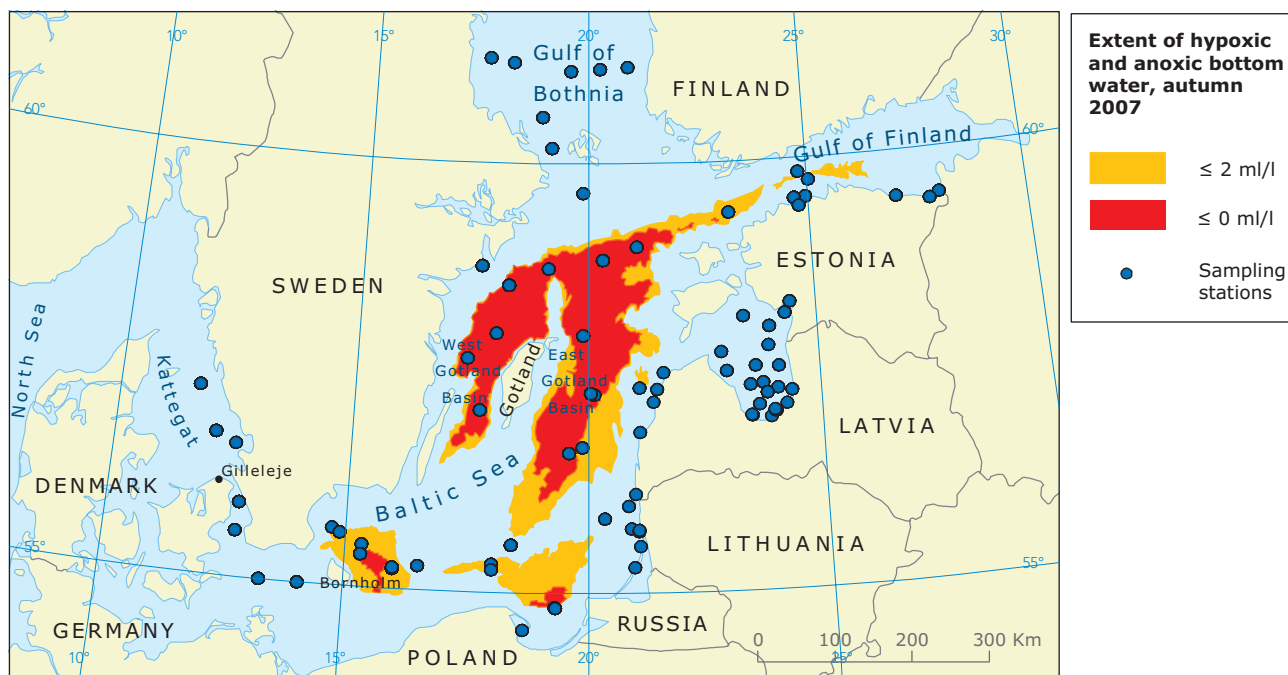 10°
15°
20°
25°
30°
Gulf of
Bothnia
FINLAND
60°
60°
Gulf of Finland
SWEDEN
ESTONIA
North Sea
Kattegat
West
Gotland
Basin
Gotland
East
Gotland
Basin
LATVIA
Gilleleje
DENMARK
Baltic Sea
LITHUANIA
55°
55°
Bornholm
GERMANY
POLAND
RUSSIA
0 100 200 300 Km
10°
15°
20°
25°
Extent of hypoxic
and anoxic bottom
water, autumn
2007
≤ 2 ml/l
≤ 0 ml/l
Sampling
stations